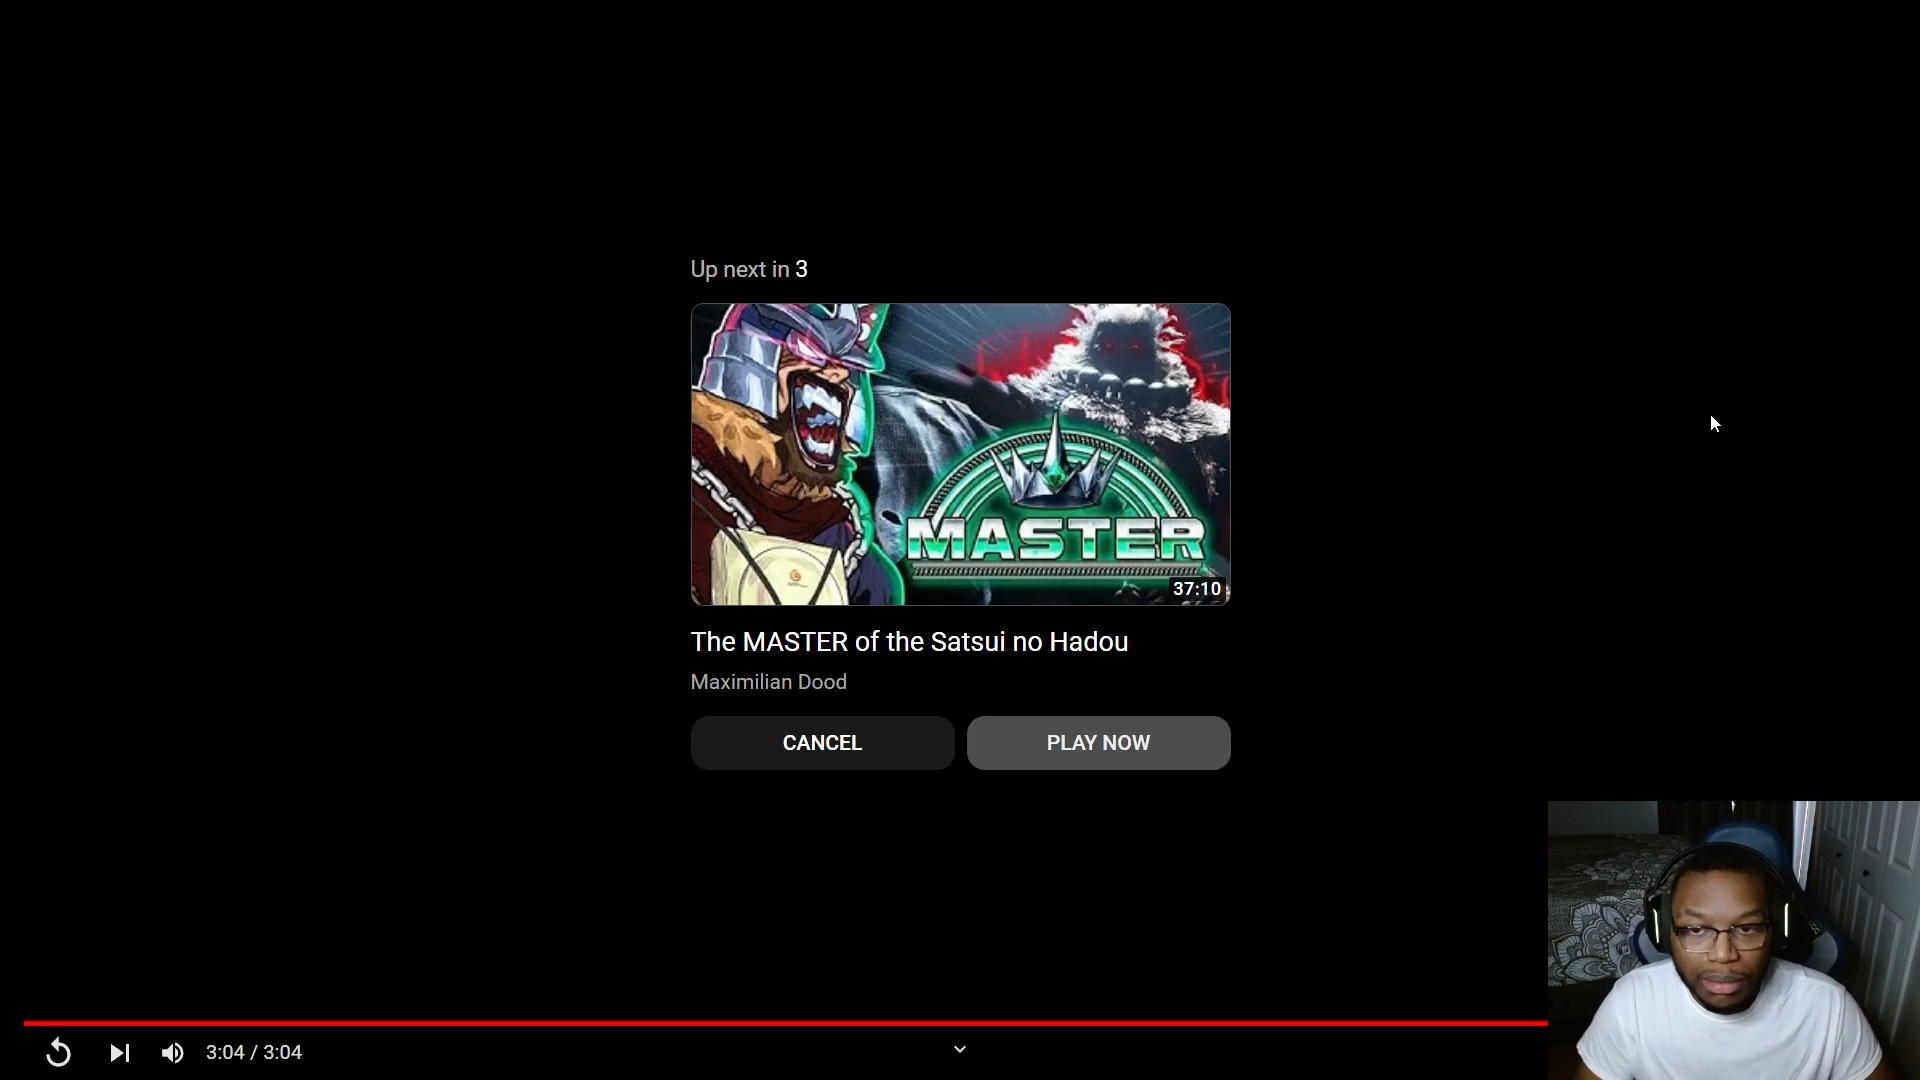 Up next in 3
MASTER
37:10
The MASTER of the Satsui no Hadou
Maximilian Dood
CANCEL
PLAY NOW
3:04 / 3:04